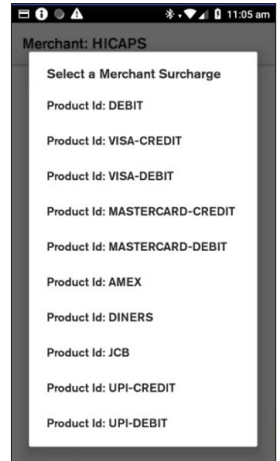 11:05 am
Merchant: HICAPS
Select a Merchant Surcharge
Product Id: DEBIT
Product Id: VISA-CREDIT
Product Id: VISA-DEBIT
Product Id: MASTERCARD-CREDIT
Product Id: MASTERCARD-DEBIT
Product Id: AMEX
Product Id: DINERS
Product Id: JCB
Product Id: UPI-CREDIT
Product Id: UPI-DEBIT